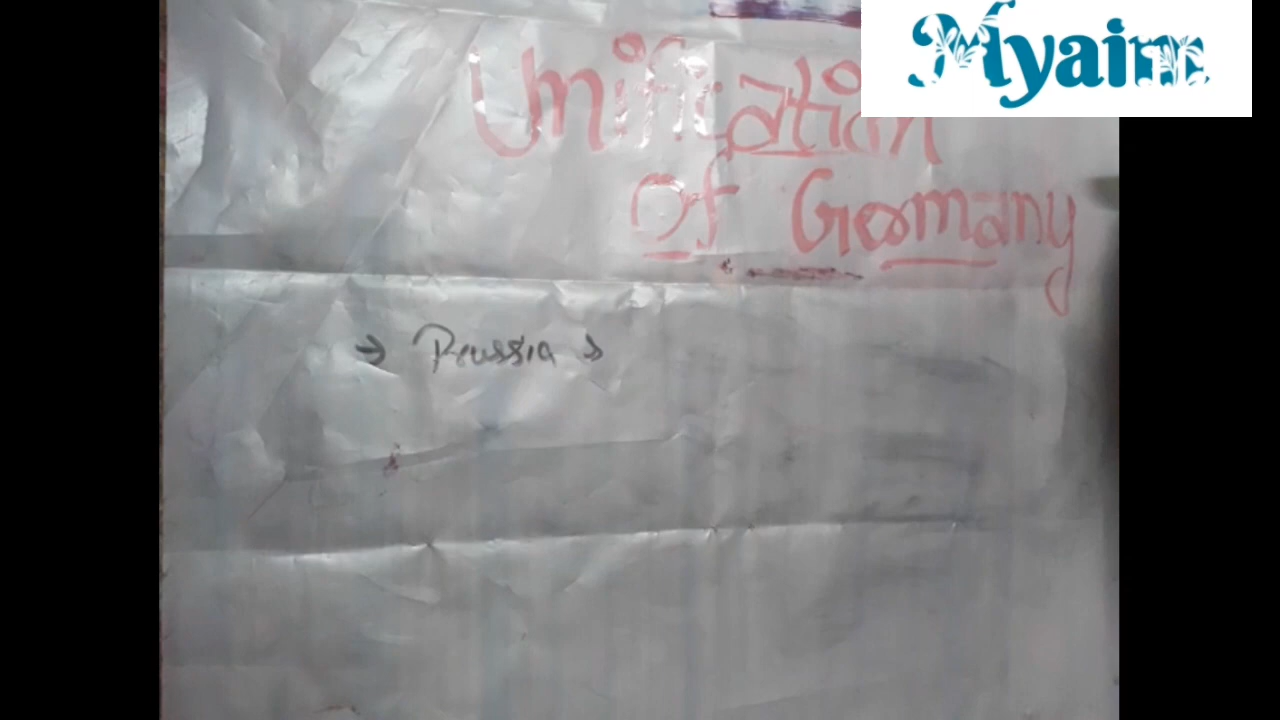 Myaim
Unification
Of Germany
→ Prussia →